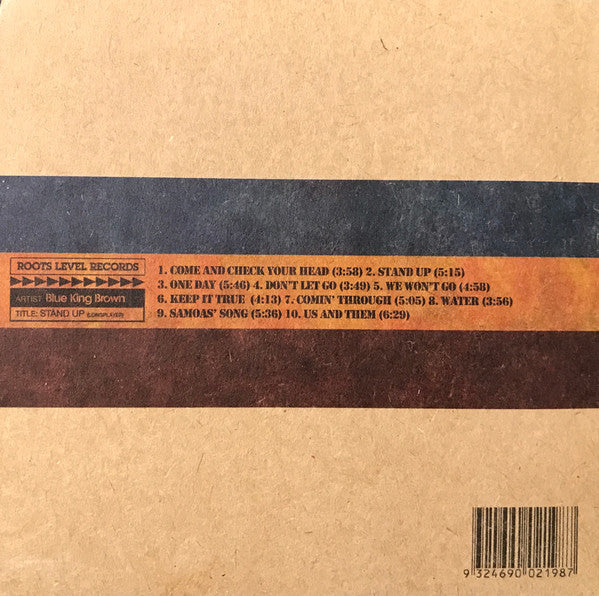 ROOTS LEVEL RECORDS
ARTIST: Blue King Brown
TITLE: STAND UP (LONGPLAYER)
1. COME AND CHECK YOUR HEAD (3:58) 2. STAND UP (5:15)
3. ONE DAY (5:46) 4. DON'T LET GO (3:49) 5. WE WON'T GO (4:58)
6. KEEP IT TRUE (4:13) 7. COMIN' THROUGH (5:05) 8. WATER (3:56)
9. SAMOAS' SONG (5:36) 10. US AND THEM (6:29)
9 324690 021987